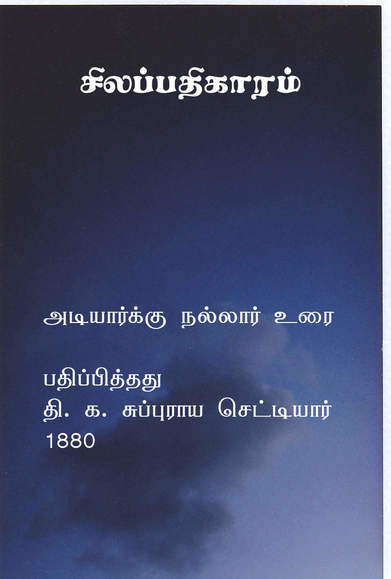 சிலப்பதிகாரம்
அடியார்க்கு நல்லார் உரை
பதிப்பித்தது
தி. க. சுப்புராய செட்டியார்
1880